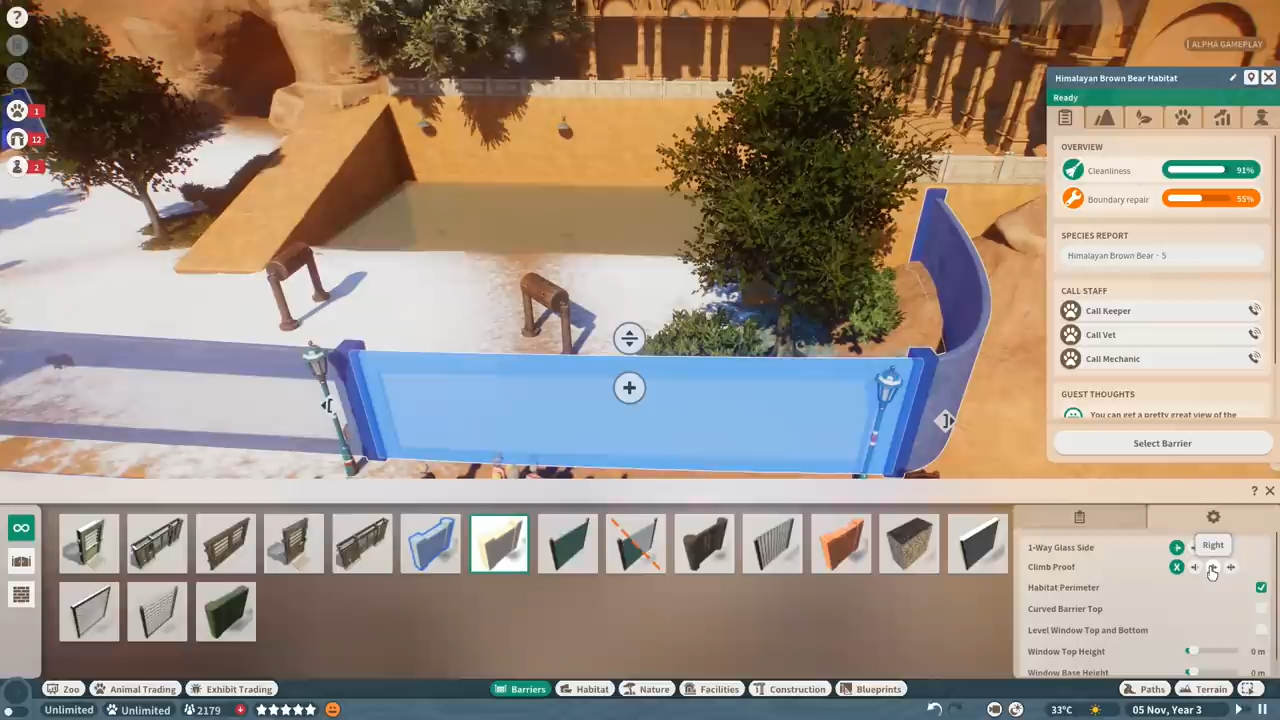 ?
ALPHA GAMEPLAY
Himalayan Brown Bear Habitat
Ready
1
12
2
OVERVIEW
Cleanliness 91%
Boundary repair 55%
SPECIES REPORT
Himalayan Brown Bear - 5
CALL STAFF
Call Keeper
Call Vet
Call Mechanic
GUEST THOUGHTS
You can get a pretty great view of the
Select Barrier
?
1-Way Glass Side
Right
Climb Proof
Habitat Perimeter
Curved Barrier Top
Level Window Top and Bottom
Window Top Height 0 m
Window Base Height 0 m
Zoo Animal Trading Exhibit Trading Barriers Habitat Nature Facilities Construction Blueprints Paths Terrain
Unlimited Unlimited 2179 33°C 05 Nov, Year 3